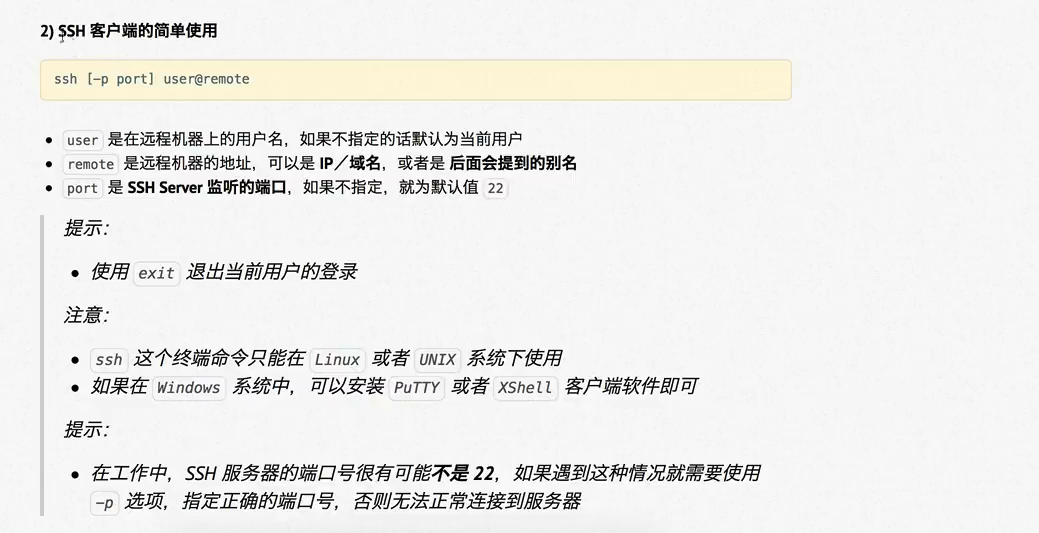 2) SSH 客户端的简单使用
ssh [-p port] user@remote
• user 是在远程机器上的用户名，如果不指定的话默认为当前用户
• remote 是远程机器的地址，可以是 IP／域名，或者是 后面会提到的别名
• port 是 SSH Server 监听的端口，如果不指定，就为默认值 22
提示：
• 使用 exit 退出当前用户的登录
注意：
• ssh 这个终端命令只能在 Linux 或者 UNIX 系统下使用
• 如果在 Windows 系统中，可以安装 PuTTY 或者 XShell 客户端软件即可
提示：
• 在工作中，SSH 服务器的端口号很有可能不是 22，如果遇到这种情况就需要使用
-p 选项，指定正确的端口号，否则无法正常连接到服务器